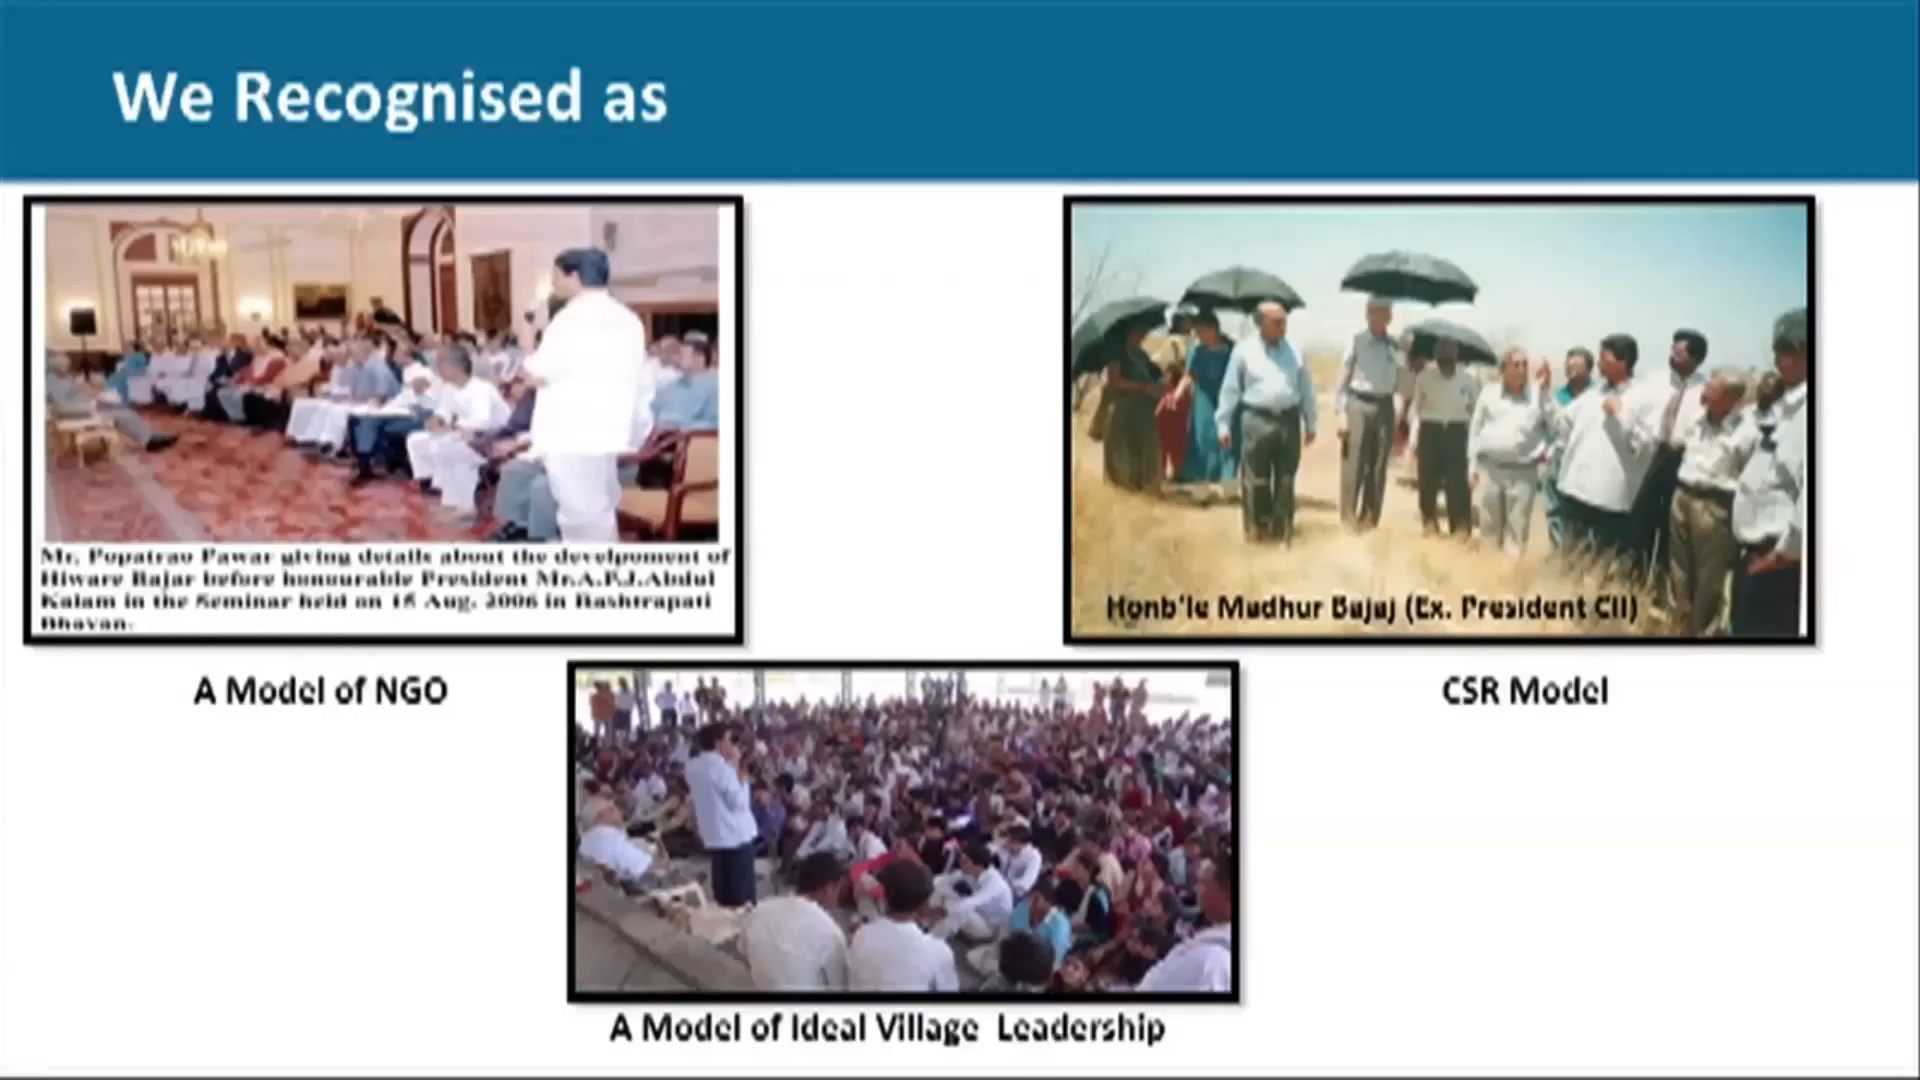 We Recognised as
Mr. Popatrao Pawar giving details about the develpoment of
Hiware Bajar before honourable President Mr.A.P.J.Abdul
Kalam in the Seminar held on 15 Aug. 2006 in Rashtrapati
Bhavan.
Honb'le Madhur Bajaj (Ex. President CII)
A Model of NGO
CSR Model
A Model of Ideal Village Leadership